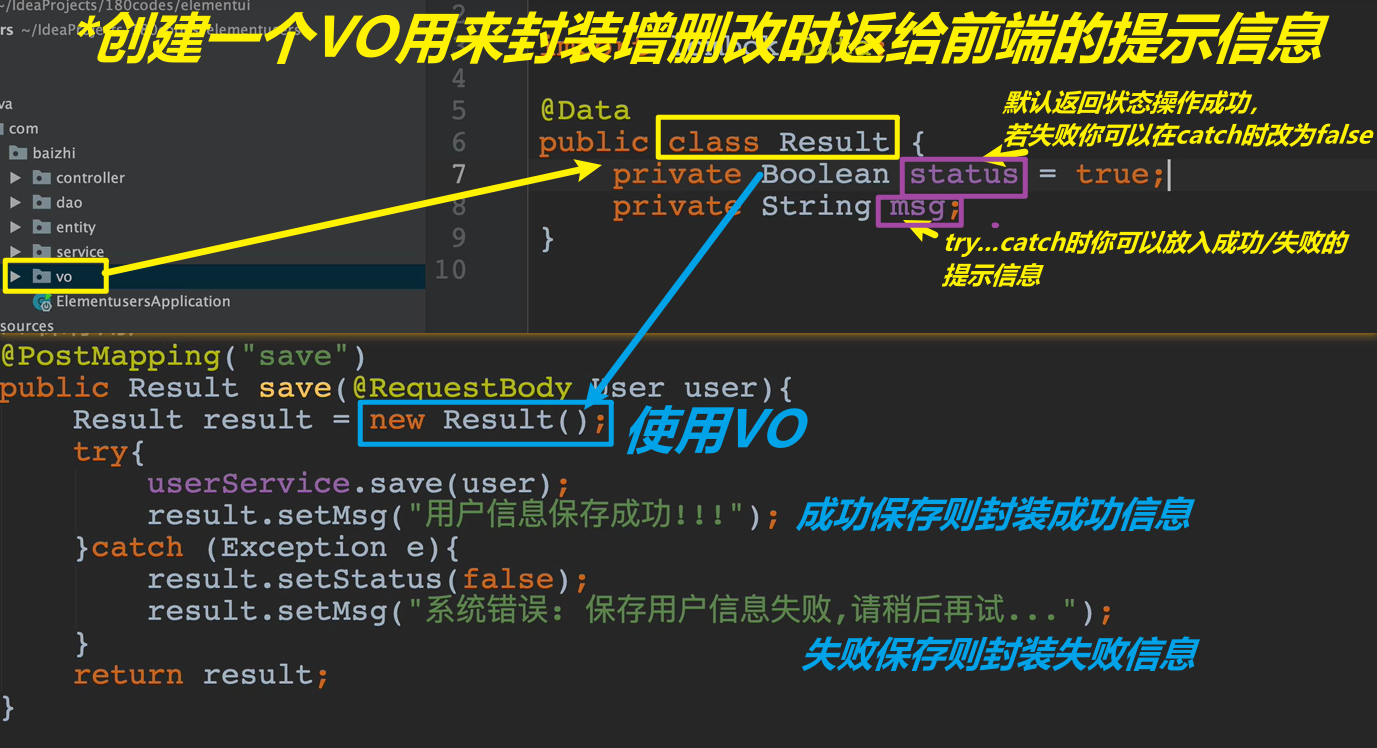 ~/IdeaProjects/180codes/elementui
*创建一个VO用来封装增删改时返给前端的提示信息
4
5 @Data
6 public class Result {
7 private Boolean status = true;
8 private String msg;
9 }
10
默认返回状态操作成功，
若失败你可以在catch时改为false
try...catch时你可以放入成功/失败的
提示信息
va
com
baizhi
controller
dao
entity
service
vo
ElementusersApplication
sources
@PostMapping("save")
public Result save(@RequestBody User user){
Result result = new Result();
使用VO
try{
userService.save(user);
result.setMsg("用户信息保存成功!!!");
成功保存则封装成功信息
}catch (Exception e){
result.setStatus(false);
result.setMsg("系统错误: 保存用户信息失败,请稍后再试...");
}
失败保存则封装失败信息
return result;
}